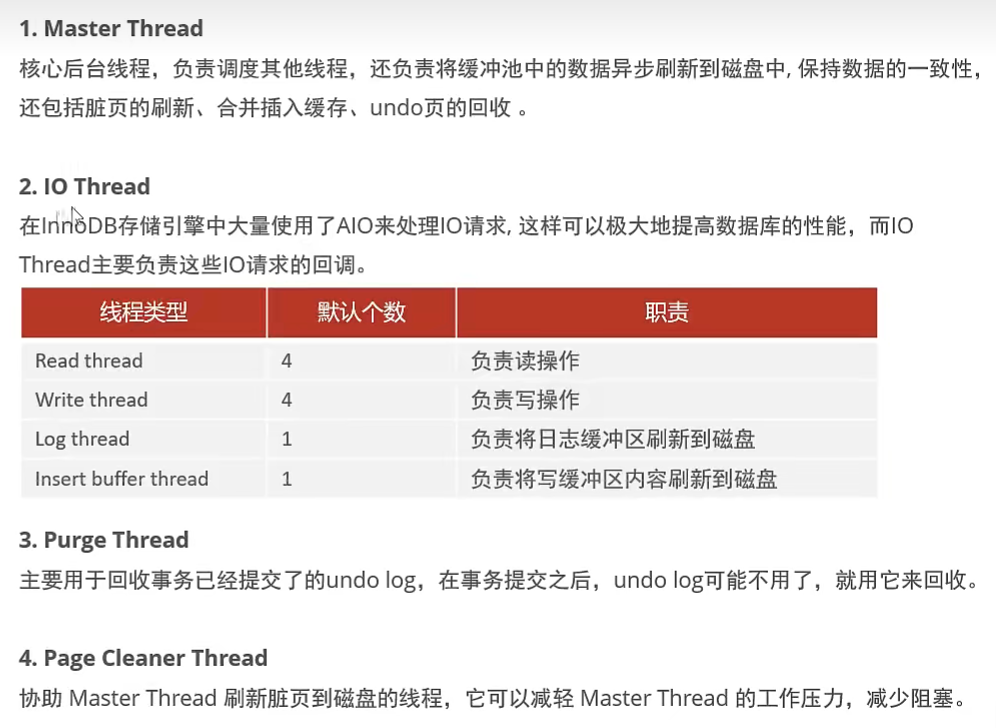 1. Master Thread
核心后台线程，负责调度其他线程，还负责将缓冲池中的数据异步刷新到磁盘中, 保持数据的一致性，
还包括脏页的刷新、合并插入缓存、undo页的回收 。
2. IO Thread
在InnoDB存储引擎中大量使用了AIO来处理IO请求, 这样可以极大地提高数据库的性能，而IO
Thread主要负责这些IO请求的回调。
线程类型 默认个数 职责
Read thread 4 负责读操作
Write thread 4 负责写操作
Log thread 1 负责将日志缓冲区刷新到磁盘
Insert buffer thread 1 负责将写缓冲区内容刷新到磁盘
3. Purge Thread
主要用于回收事务已经提交了的undo log，在事务提交之后，undo log可能不用了，就用它来回收。
4. Page Cleaner Thread
协助 Master Thread 刷新脏页到磁盘的线程，它可以减轻 Master Thread 的工作压力，减少阻塞。